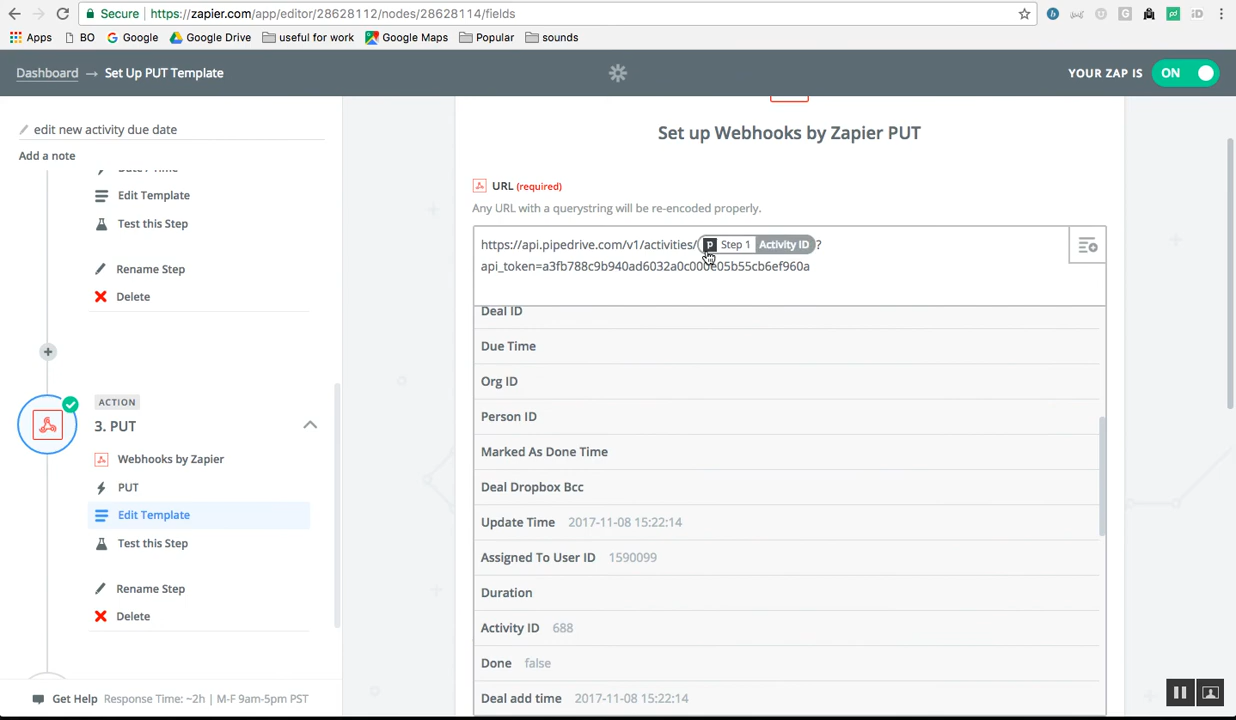 Secure https://zapier.com/app/editor/28628112/nodes/28628114/fields
Apps BO Google Google Drive useful for work Google Maps Popular sounds
Dashboard → Set Up PUT Template YOUR ZAP IS ON
edit new activity due date
Add a note
Edit Template
Test this Step
Rename Step
Delete
ACTION
3. PUT
Webhooks by Zapier
PUT
Edit Template
Test this Step
Rename Step
Delete
Get Help Response Time: ~2h | M-F 9am-5pm PST
Set up Webhooks by Zapier PUT
URL (required)
Any URL with a querystring will be re-encoded properly.
https://api.pipedrive.com/v1/activities/ Step 1 Activity ID ?
Deal ID
Due Time
Org ID
Person ID
Marked As Done Time
Deal Dropbox Bcc
Update Time 2017-11-08 15:22:14
Assigned To User ID 1590099
Duration
Activity ID 688
Done false
Deal add time 2017-11-08 15:22:14